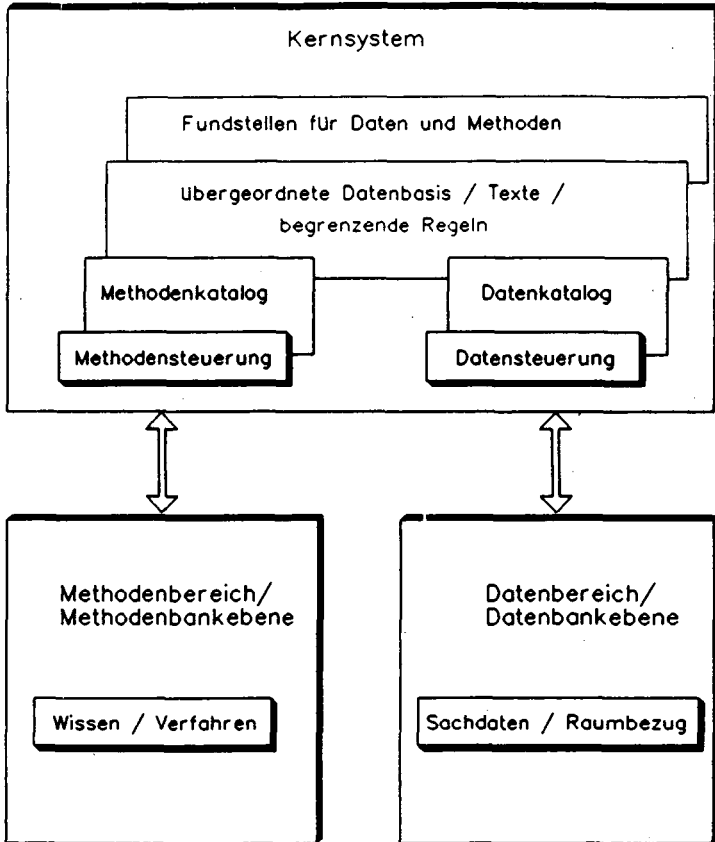 Kernsystem
Fundstellen für Daten und Methoden
übergeordnete Datenbasis / Texte /
begrenzende Regeln
Methodenkatalog
Datenkatalog
Methodensteuerung
Datensteuerung
Methodenbereich/
Methodenbankebene
Datenbereich/
Datenbankebene
Wissen / Verfahren
Sachdaten / Raumbezug